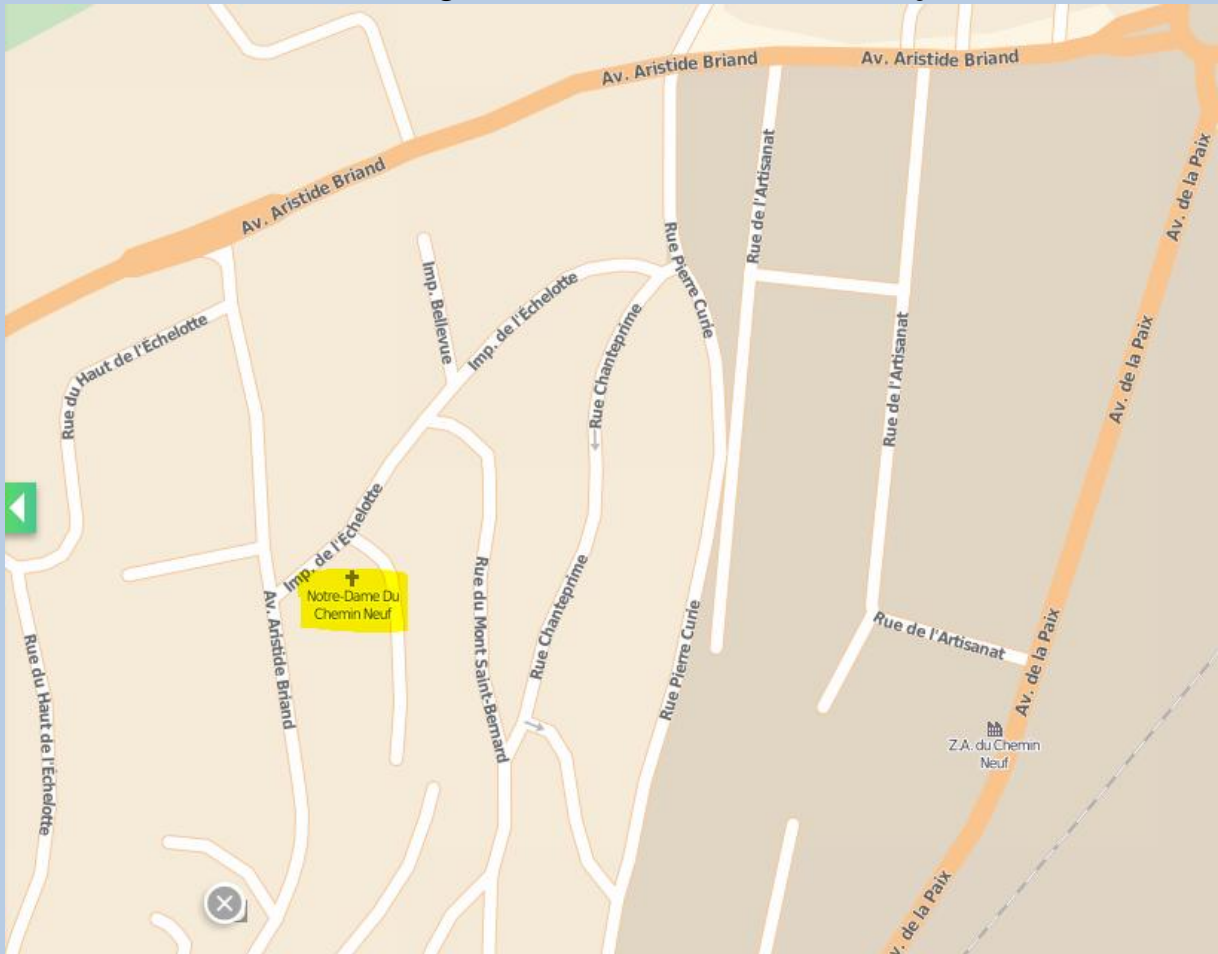 Av. Aristide Briand
Av. Aristide Briand
Av. Aristide Briand
Rue de l'Artisanat
Av. de la Paix
Rue Pierre Curie
Imp. Bellevue
Imp. de l'Échelotte
Rue du Haut de l'Échelotte
Rue Chanteprime
Rue de l'Artisanat
Av. de la Paix
Imp. de l'Échelotte
Notre-Dame Du
Chemin Neuf
Av. Aristide Briand
Rue du Mont Saint-Bernard
Rue Chanteprime
Rue Pierre Curie
Rue de l'Artisanat
Av. de la Paix
Rue du Haut de l'Échelotte
Z.A. du Chemin
Neuf
v. de la Paix